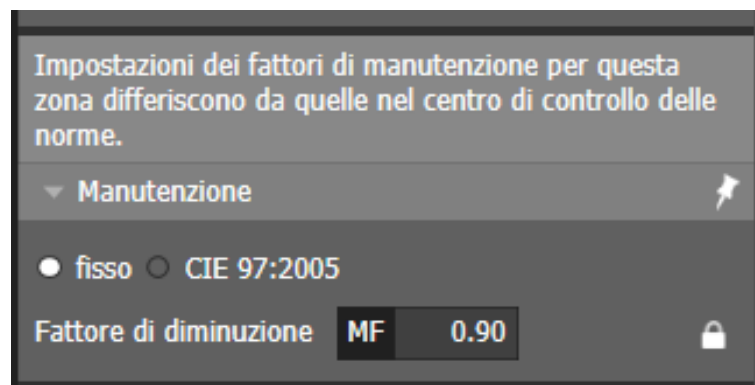 Impostazioni dei fattori di manutenzione per questa
zona differiscono da quelle nel centro di controllo delle
norme.
Manutenzione
fisso CIE 97:2005
Fattore di diminuzione MF 0.90